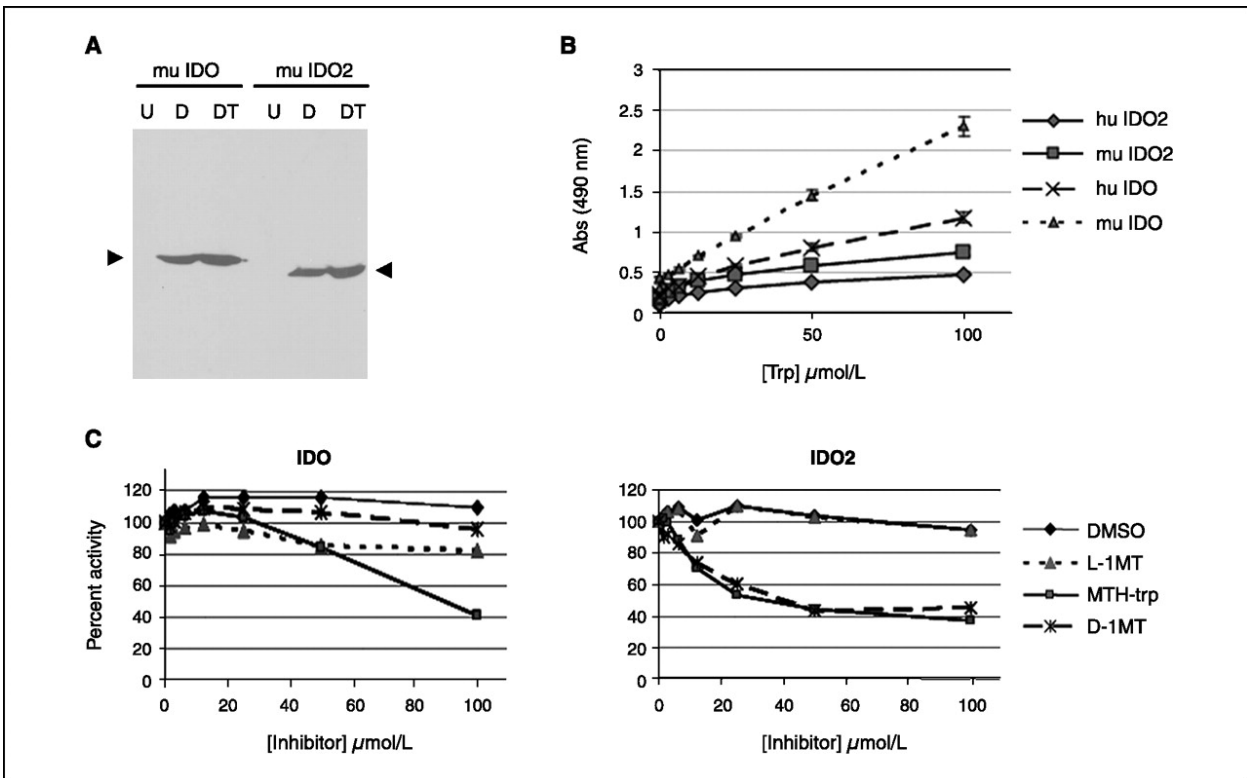 A
mu IDO mu IDO2
U D DT U D DT
B
3
2.5
2
1.5
1
0.5
0
Abs (490 nm)
0 50 100
[Trp] µmol/L
hu IDO2
mu IDO2
hu IDO
mu IDO
C
IDO
120
100
80
60
40
20
0
Percent activity
0 20 40 60 80 100
[Inhibitor] µmol/L
IDO2
120
100
80
60
40
20
0
0 20 40 60 80 100
[Inhibitor] µmol/L
DMSO
L-1MT
MTH-trp
D-1MT